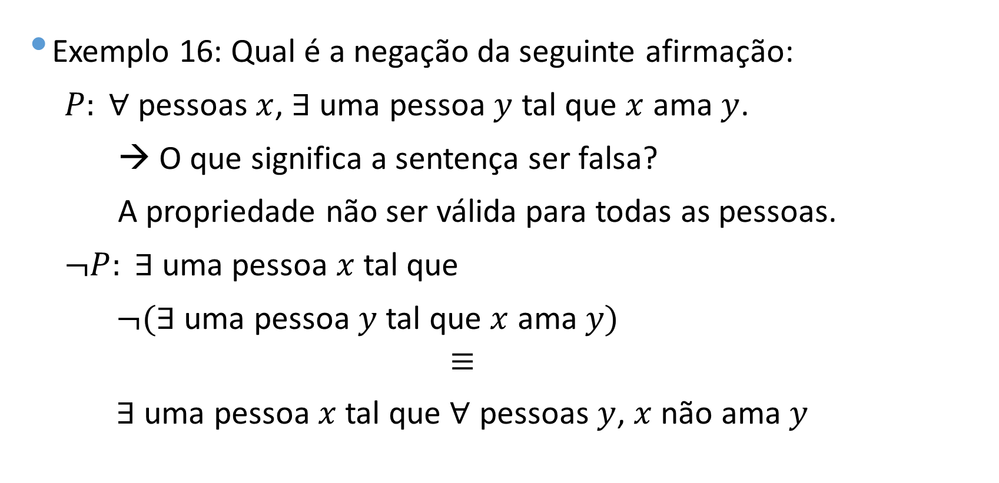 • Exemplo 16: Qual é a negação da seguinte afirmação:
P: ∀ pessoas x, ∃ uma pessoa y tal que x ama y.
→ O que significa a sentença ser falsa?
A propriedade não ser válida para todas as pessoas.
¬P: ∃ uma pessoa x tal que
¬(∃ uma pessoa y tal que x ama y)
≡
∃ uma pessoa x tal que ∀ pessoas y, x não ama y